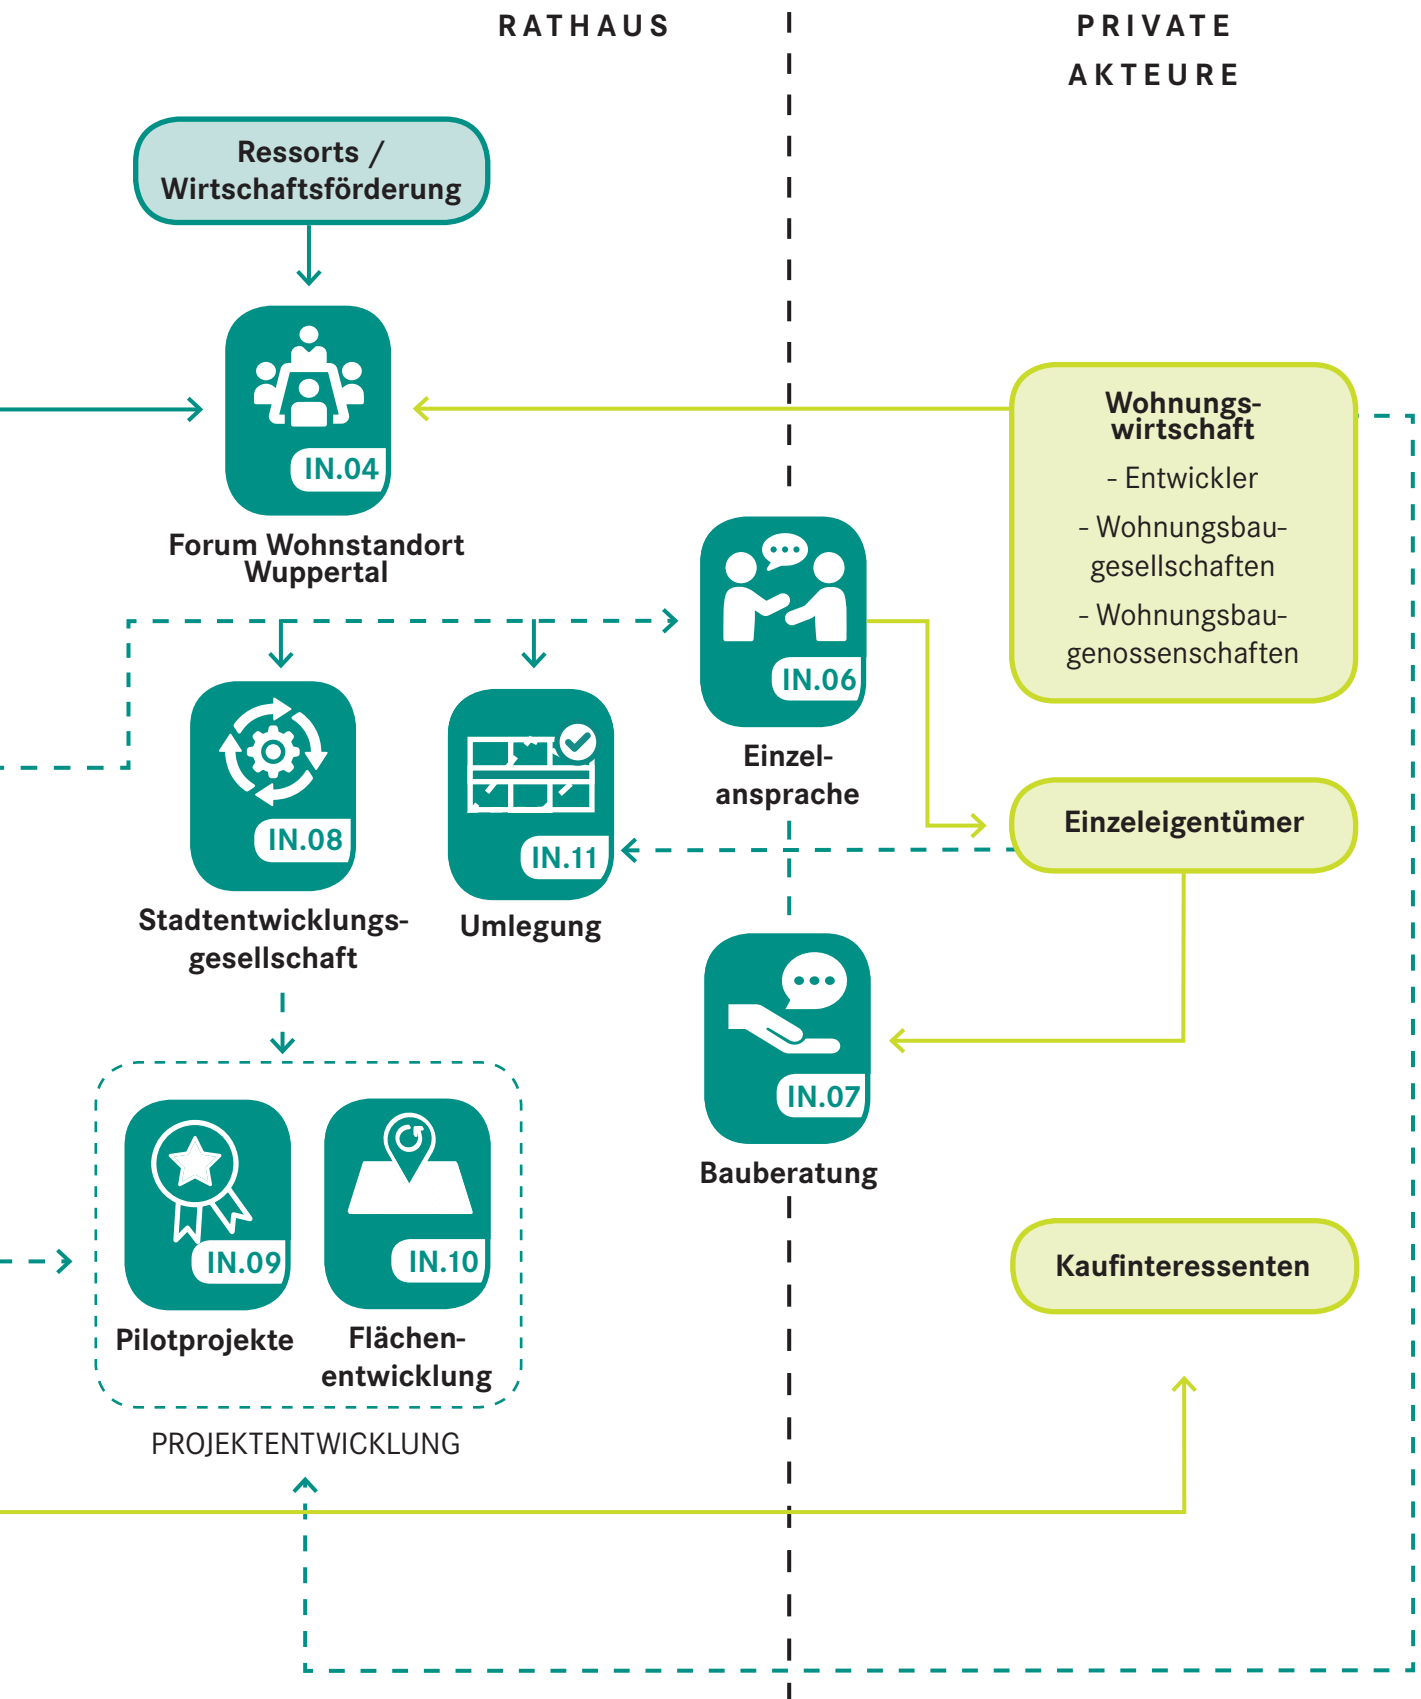 RATHAUS
PRIVATE
AKTEURE
Ressorts /
Wirtschaftsförderung
IN.04
Forum Wohnstandort
Wuppertal
Wohnungs-
wirtschaft
- Entwickler
- Wohnungsbau-
gesellschaften
- Wohnungsbau-
genossenschaften
IN.06
Einzel-
ansprache
IN.08
Stadtentwicklungs-
gesellschaft
IN.11
Umlegung
Einzeleigentümer
IN.07
Bauberatung
IN.09
Pilotprojekte
IN.10
Flächen-
entwicklung
PROJEKTENTWICKLUNG
Kaufinteressenten